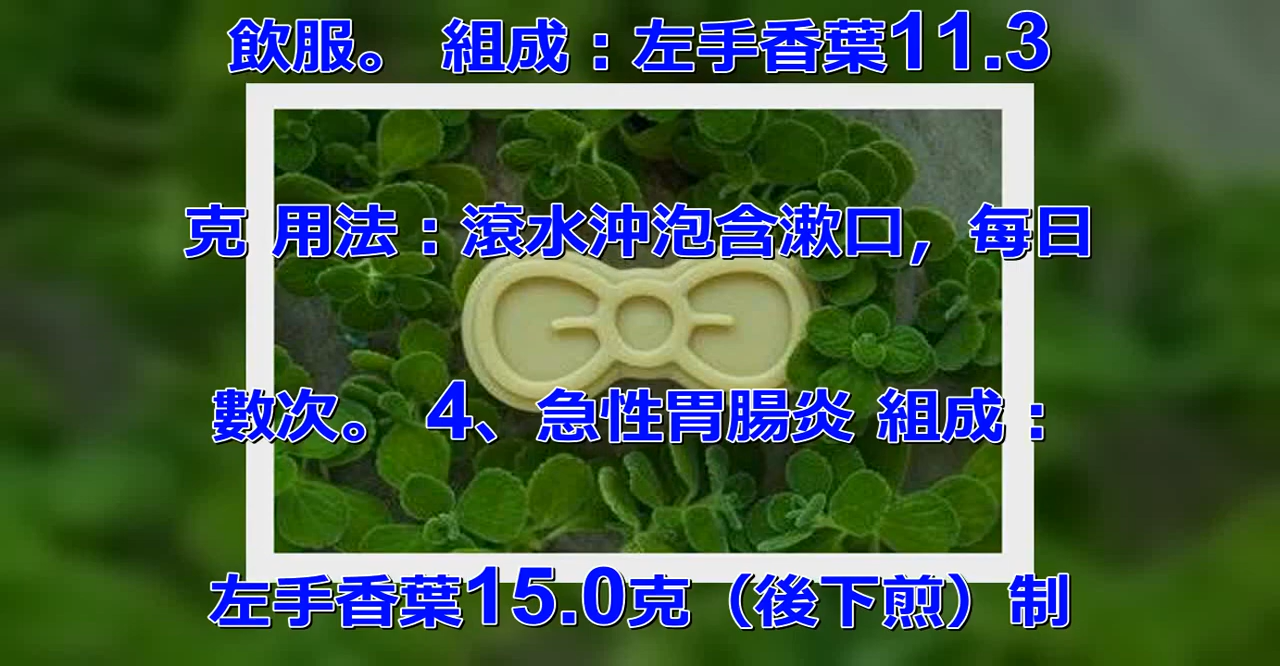 飲服。 組成：左手香葉11.3
克 用法：滾水沖泡含漱口，每日
數次。 4、急性胃腸炎 組成：
左手香葉15.0克（後下煎）制